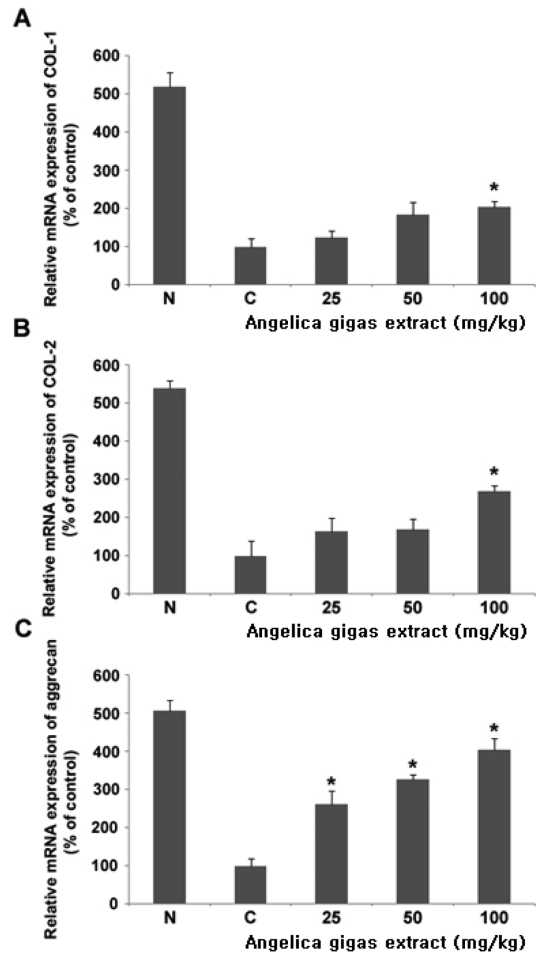 A
Relative mRNA expression of COL-1
(% of control)
600
500
400
300
200
100
0
*
N C 25 50 100
Angelica gigas extract (mg/kg)
B
Relative mRNA expression of COL-2
(% of control)
600
500
400
300
200
100
0
*
N C 25 50 100
Angelica gigas extract (mg/kg)
C
Relative mRNA expression of aggrecan
(% of control)
600
500
400
300
200
100
0
* * *
N C 25 50 100
Angelica gigas extract (mg/kg)